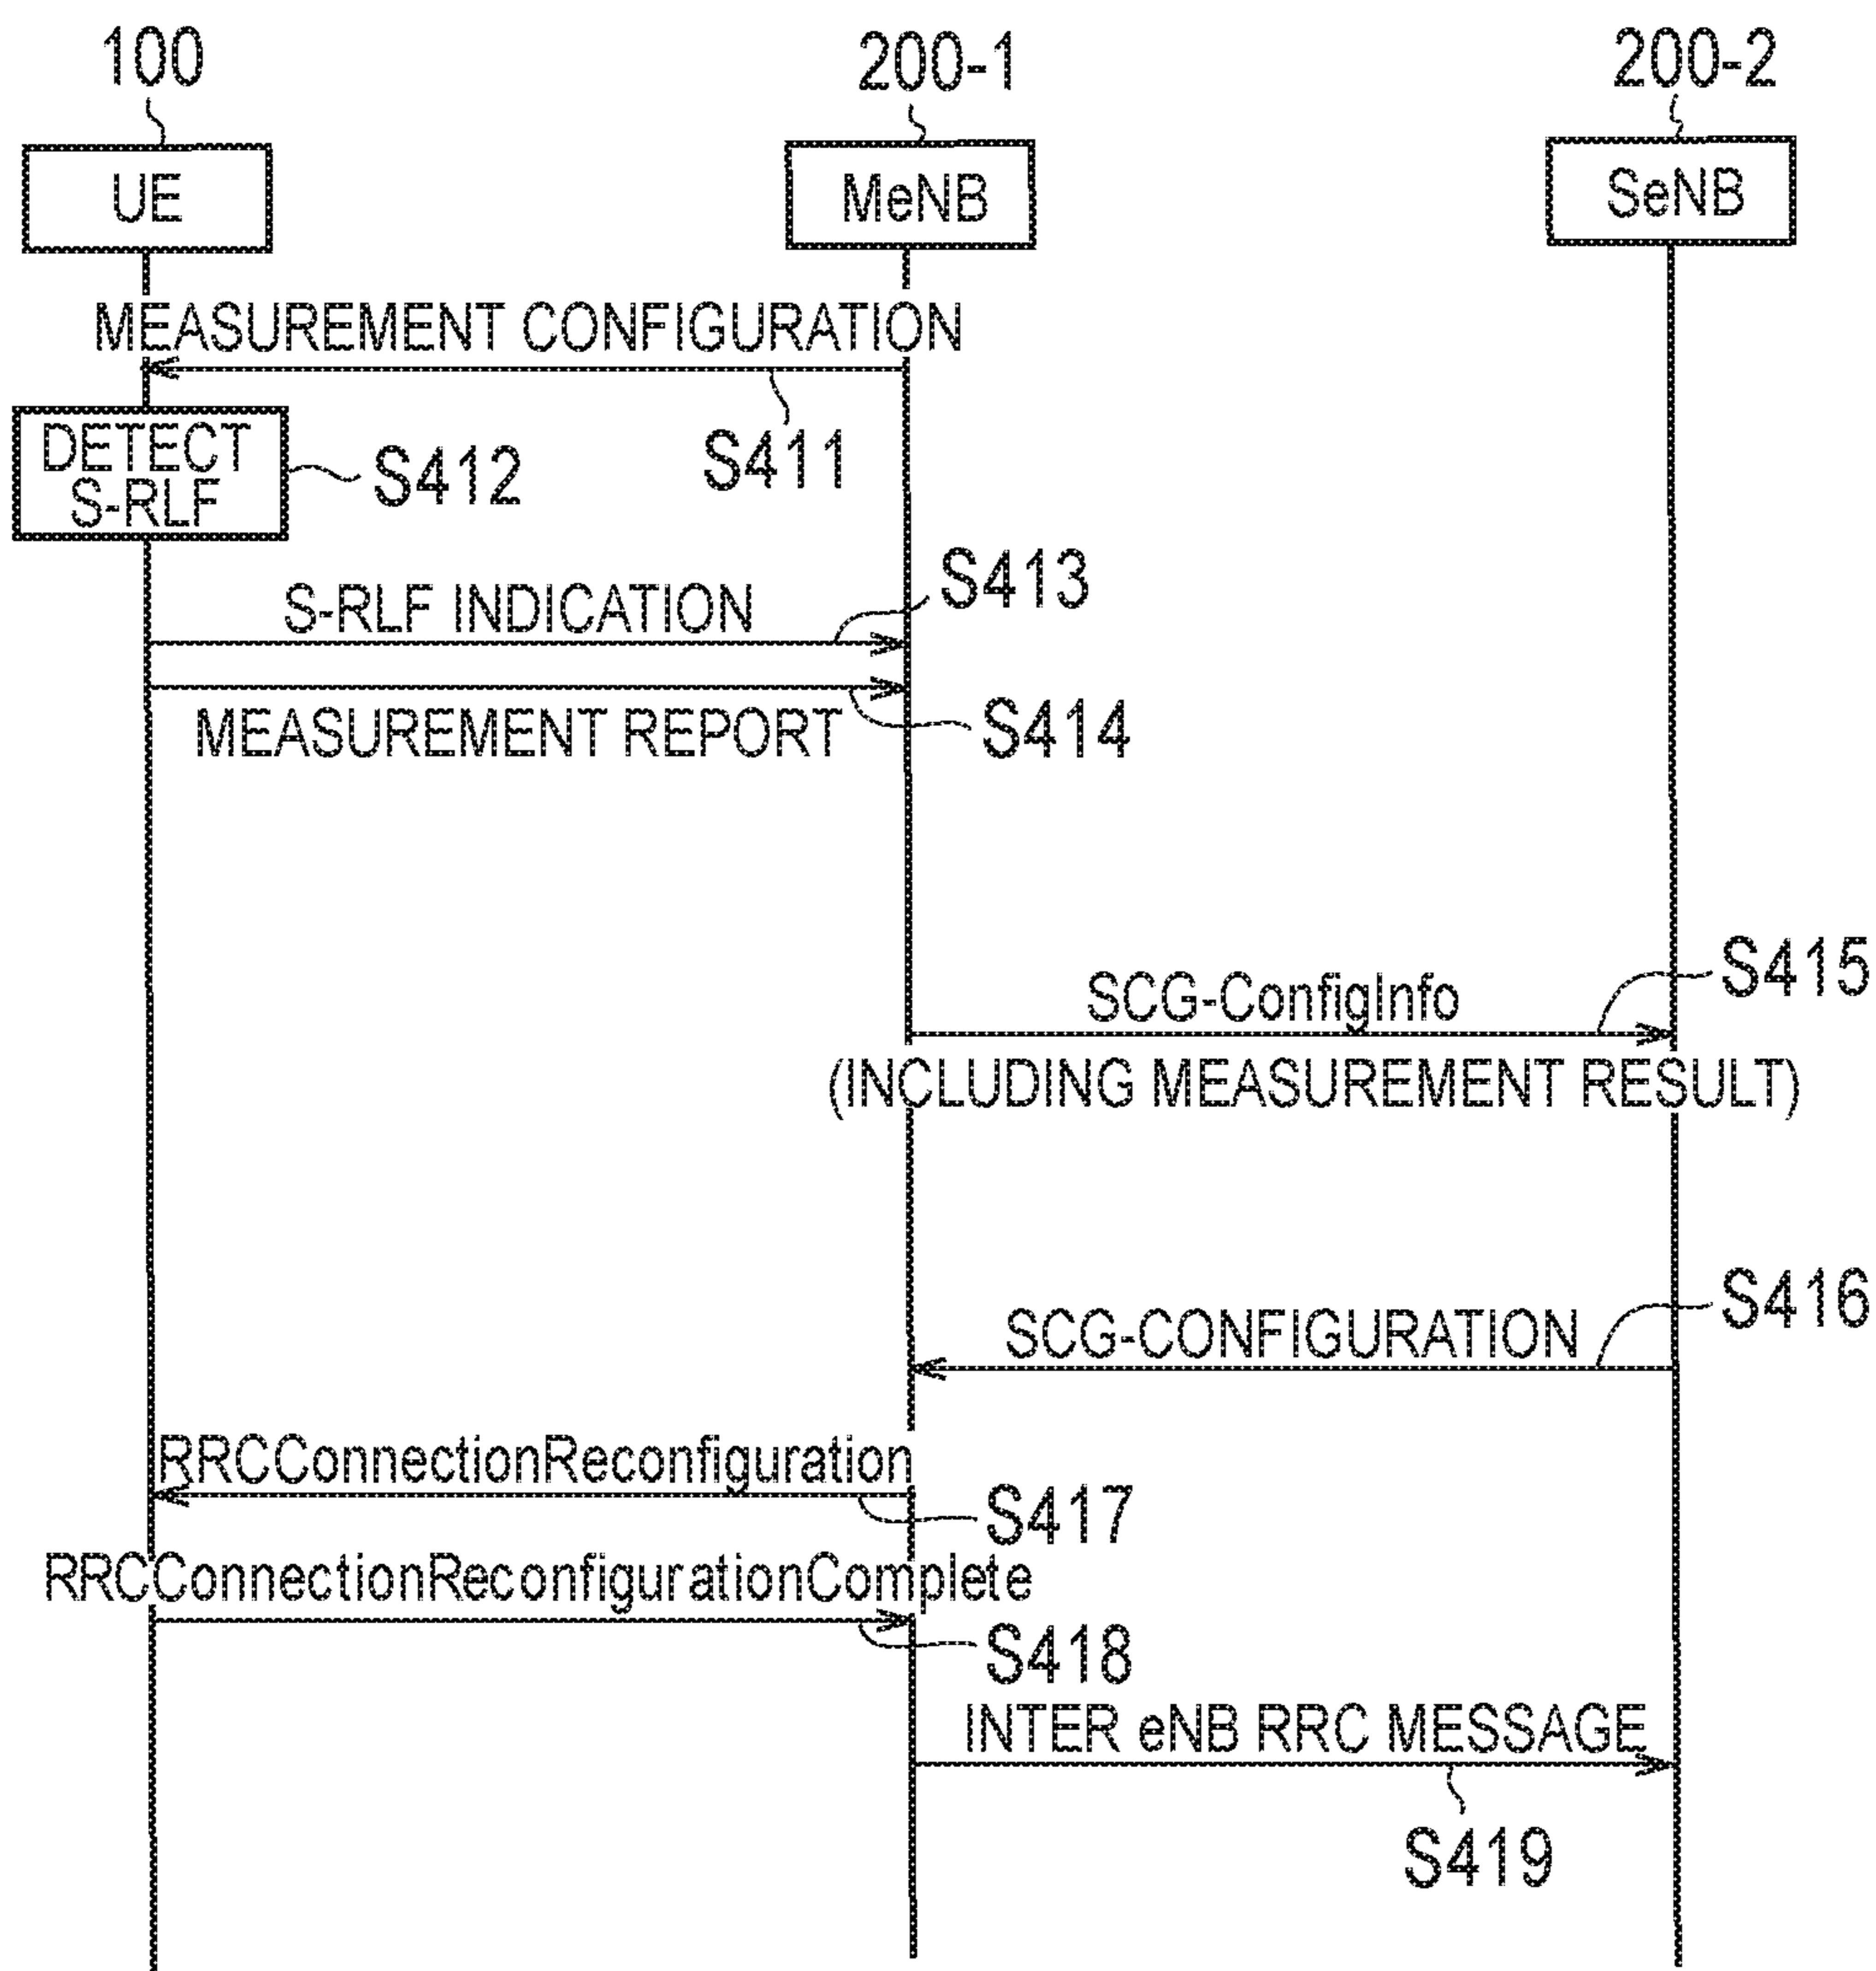 100
200-1
200-2
UE
MeNB
SeNB
MEASUREMENT CONFIGURATION
S411
DETECT
S-RLF
S412
S-RLF INDICATION
S413
MEASUREMENT REPORT
S414
SCG-ConfigInfo
S415
(INCLUDING MEASUREMENT RESULT)
SCG-CONFIGURATION
S416
RRCConnectionReconfiguration
S417
RRCConnectionReconfigurationComplete
S418
INTER eNB RRC MESSAGE
S419